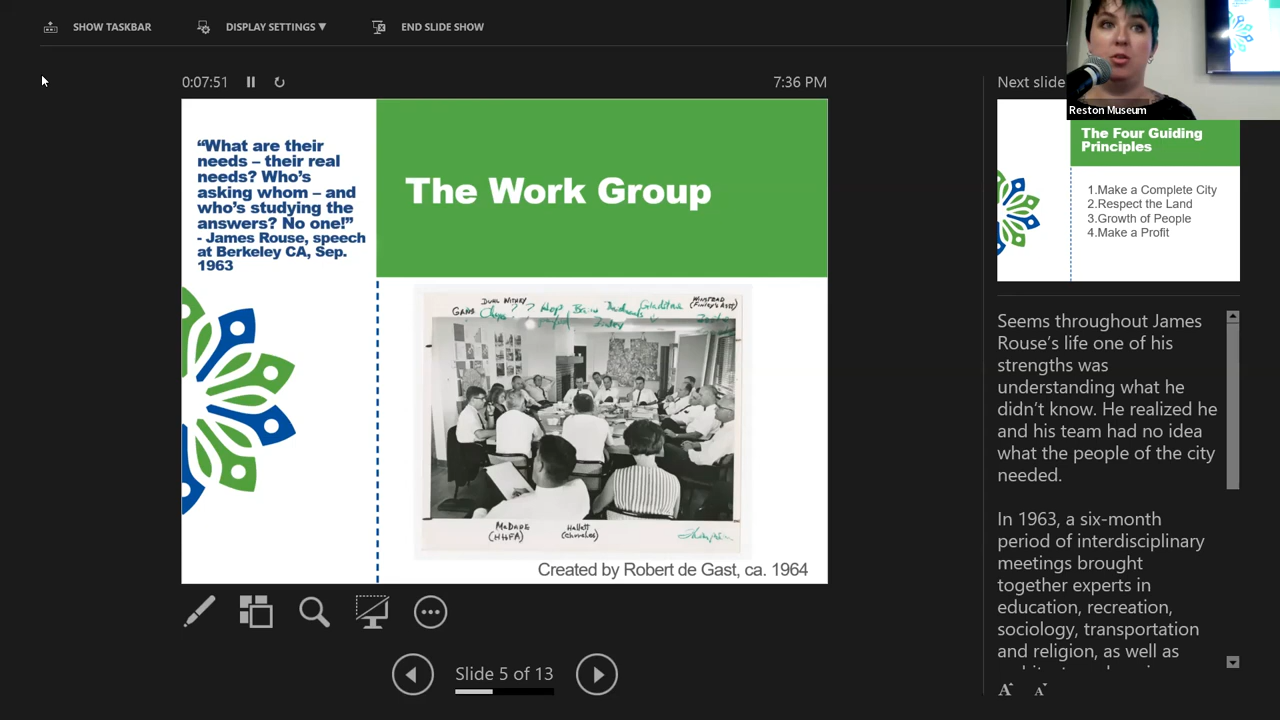 SHOW TASKBAR
DISPLAY SETTINGS ▼
END SLIDE SHOW
0:07:51
7:36 PM
Next slide
Reston Museum
“What are their
needs – their real
needs? Who’s
asking whom – and
who’s studying the
answers? No one!”
- James Rouse, speech
at Berkeley CA, Sep.
1963
The Work Group
Hallett
(Churches)
Created by Robert de Gast, ca. 1964
The Four Guiding
Principles
1.Make a Complete City
2.Respect the Land
3.Growth of People
4.Make a Profit
Seems throughout James
Rouse’s life one of his
strengths was
understanding what he
didn’t know. He realized he
and his team had no idea
what the people of the city
needed.
In 1963, a six-month
period of interdisciplinary
meetings brought
together experts in
education, recreation,
sociology, transportation
and religion, as well as
Slide 5 of 13
A A